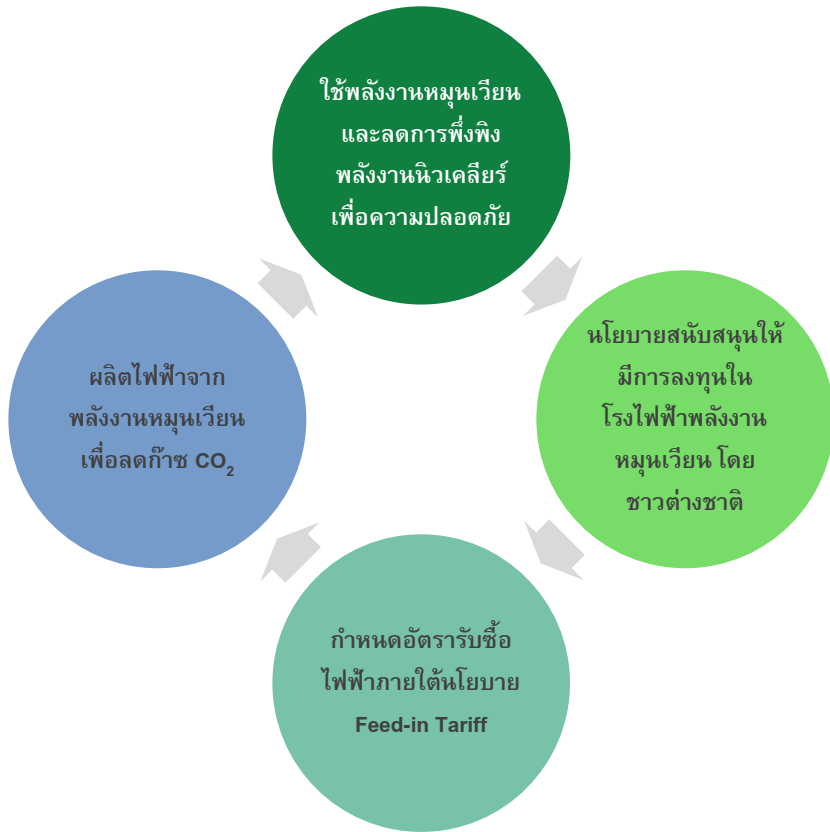 ใช้พลังงานหมุนเวียน
และลดการพึ่งพิง
พลังงานนิวเคลียร์
เพื่อความปลอดภัย
นโยบายสนับสนุนให้
มีการลงทุนใน
โรงไฟฟ้าพลังงาน
หมุนเวียน โดย
ชาวต่างชาติ
กำหนดอัตรารับซื้อ
ไฟฟ้าภายใต้นโยบาย
Feed-in Tariff
ผลิตไฟฟ้าจาก
พลังงานหมุนเวียน
เพื่อลดก๊าซ CO₂